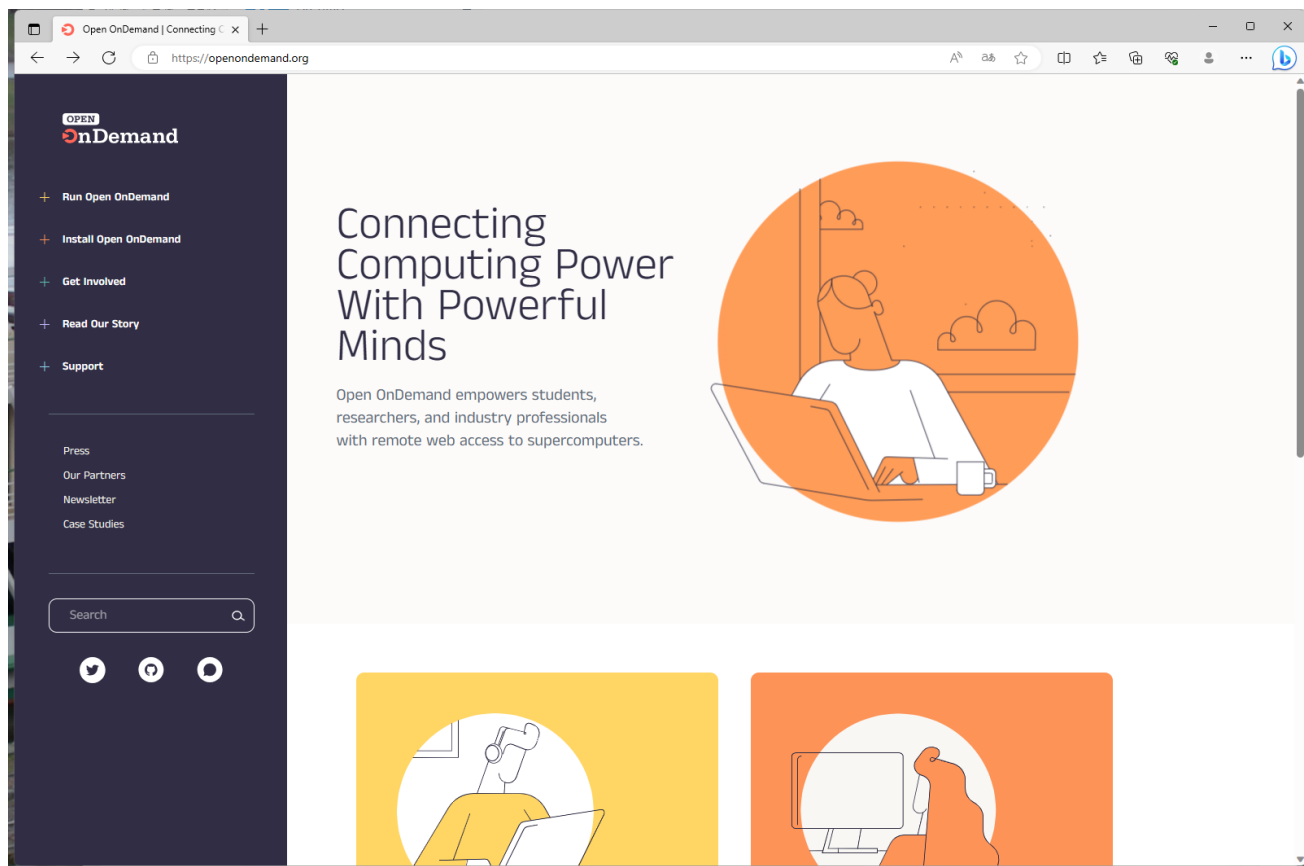 Open OnDemand | Connecting C
https://openondemand.org
OPEN
OnDemand
Run Open OnDemand
Install Open OnDemand
Get Involved
Read Our Story
Support
Press
Our Partners
Newsletter
Case Studies
Search
Connecting
Computing Power
With Powerful
Minds
Open OnDemand empowers students,
researchers, and industry professionals
with remote web access to supercomputers.